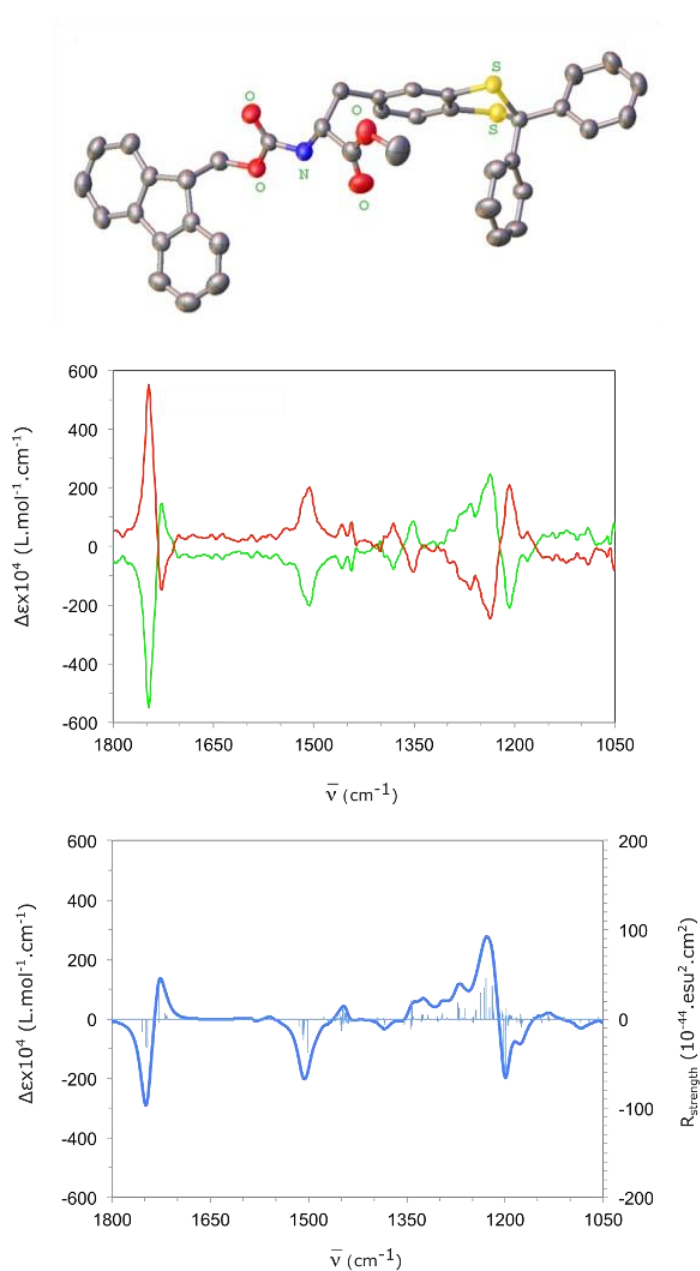 S
S
O
O
O
N
O
Δεx10⁴ (L.mol⁻¹.cm⁻¹)
600
400
200
0
-200
-400
-600
1800 1650 1500 1350 1200 1050
ν̅ (cm⁻¹)
Δεx10⁴ (L.mol⁻¹.cm⁻¹)
600
400
200
0
-200
-400
-600
200
100
0
-100
-200
R_strength (10⁻⁴⁴.esu².cm²)
1800 1650 1500 1350 1200 1050
ν̅ (cm⁻¹)